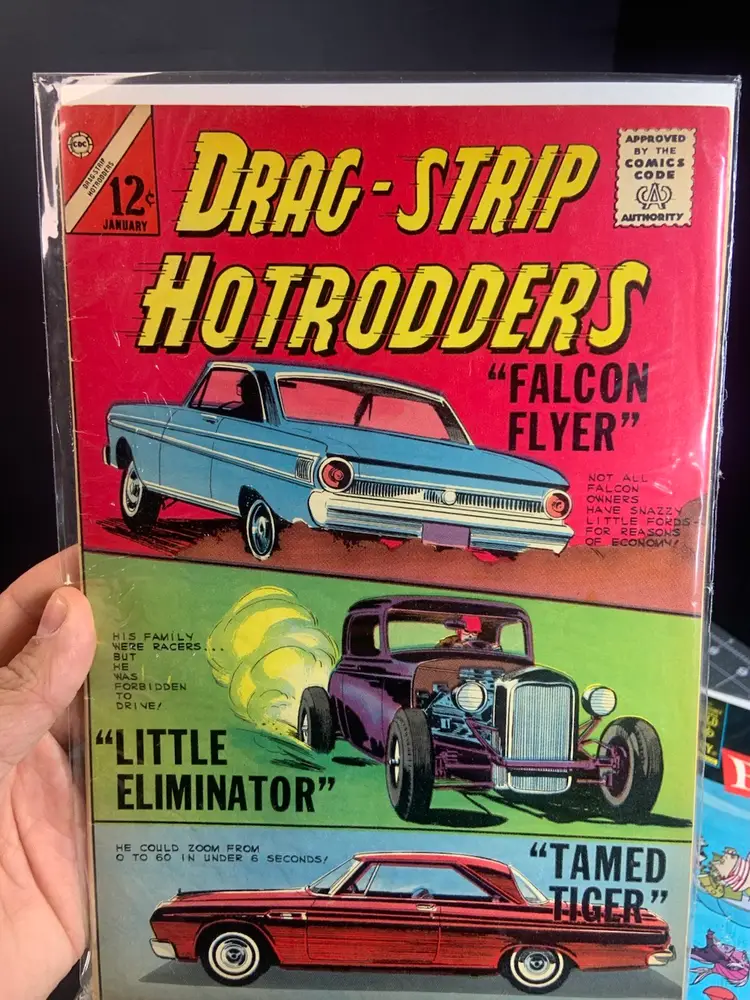 CDC
DRAG-STRIP
HOTRODDERS
12¢
JANUARY
DRAG-STRIP
HOTRODDERS
APPROVED
BY THE
COMICS
CODE
CA
AUTHORITY
"FALCON
FLYER"
NOT ALL
FALCON
OWNERS
HAVE SNAZZY
LITTLE FORDS-
FOR REASONS
OF ECONOMY!
HIS FAMILY
WERE RACERS...
BUT
HE
WAS
FORBIDDEN
TO
DRIVE!
"LITTLE
ELIMINATOR"
HE COULD ZOOM FROM
0 TO 60 IN UNDER 6 SECONDS!
"TAMED
TIGER"